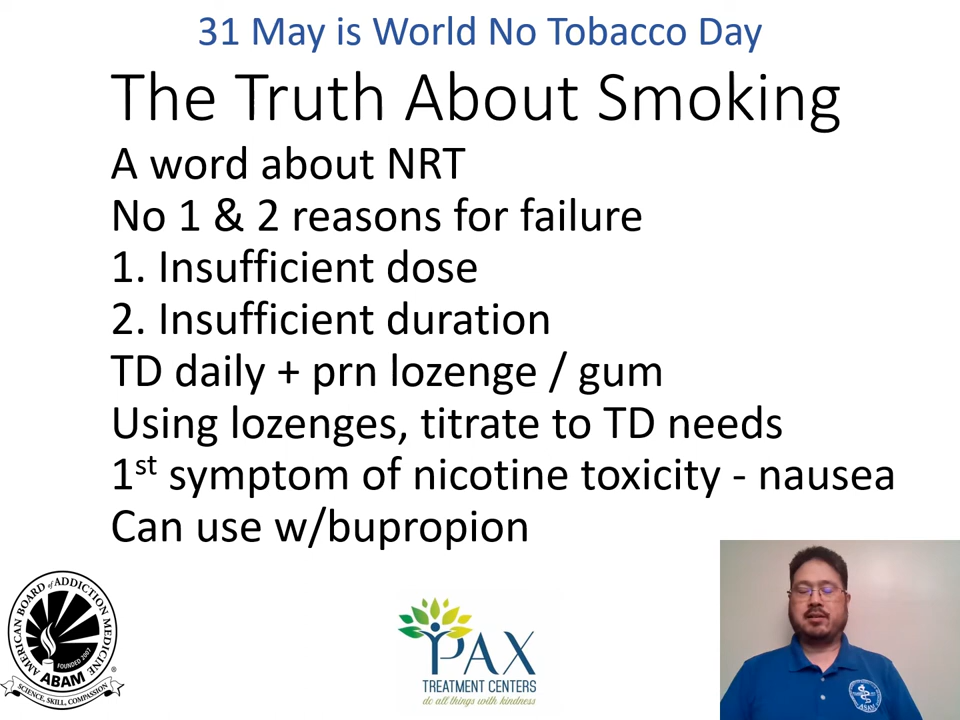 31 May is World No Tobacco Day
The Truth About Smoking
A word about NRT
No 1 & 2 reasons for failure
1. Insufficient dose
2. Insufficient duration
TD daily + prn lozenge / gum
Using lozenges, titrate to TD needs
1st symptom of nicotine toxicity - nausea
Can use w/bupropion
AMERICAN BOARD of ADDICTION MEDICINE
FOUNDED 2007
ABAM
SCIENCE, SKILL, COMPASSION
PAX
TREATMENT CENTERS
do all things with kindness
ASAM